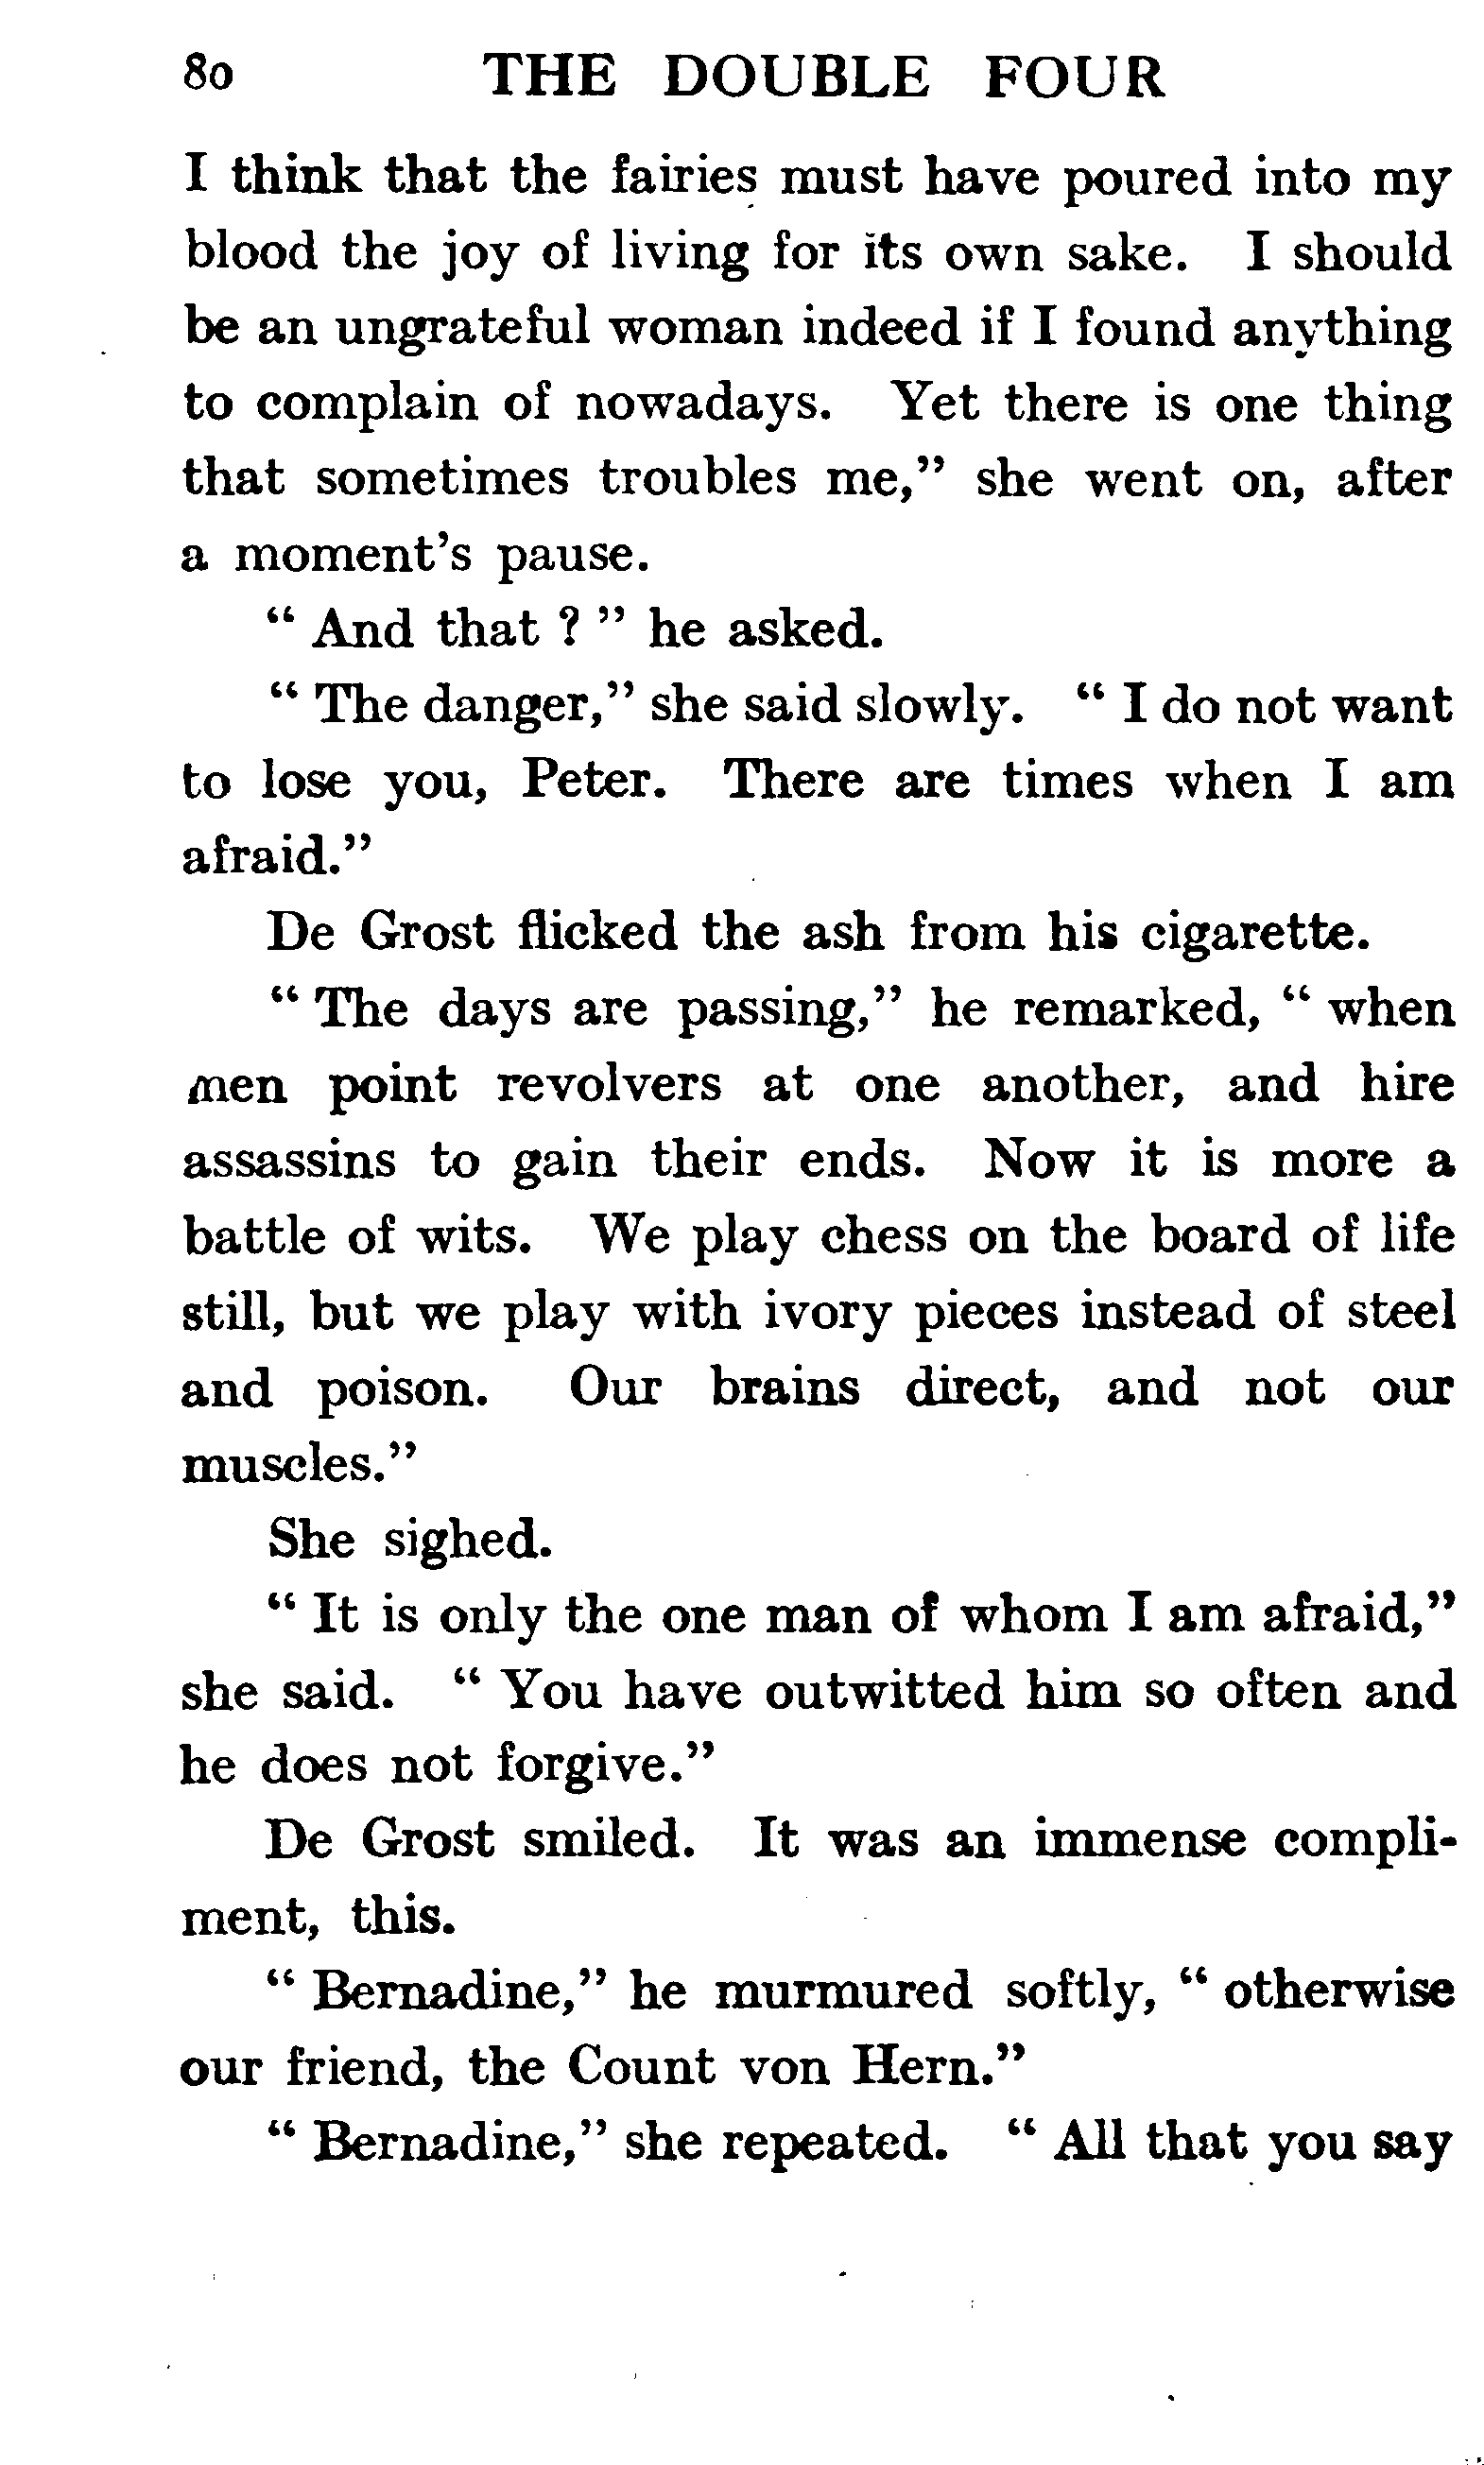 80 THE DOUBLE FOUR
I think that the fairies must have poured into my
blood the joy of living for its own sake. I should
be an ungrateful woman indeed if I found anything
to complain of nowadays. Yet there is one thing
that sometimes troubles me,” she went on, after
a moment’s pause.
“ And that ? ” he asked.
“ The danger,” she said slowly. “ I do not want
to lose you, Peter. There are times when I am
afraid.”
De Grost flicked the ash from his cigarette.
“ The days are passing,” he remarked, “ when
men point revolvers at one another, and hire
assassins to gain their ends. Now it is more a
battle of wits. We play chess on the board of life
still, but we play with ivory pieces instead of steel
and poison. Our brains direct, and not our
muscles.”
She sighed.
“ It is only the one man of whom I am afraid,”
she said. “ You have outwitted him so often and
he does not forgive.”
De Grost smiled. It was an immense compli-
ment, this.
“ Bernadine,” he murmured softly, “ otherwise
our friend, the Count von Hern.”
“ Bernadine,” she repeated. “ All that you say